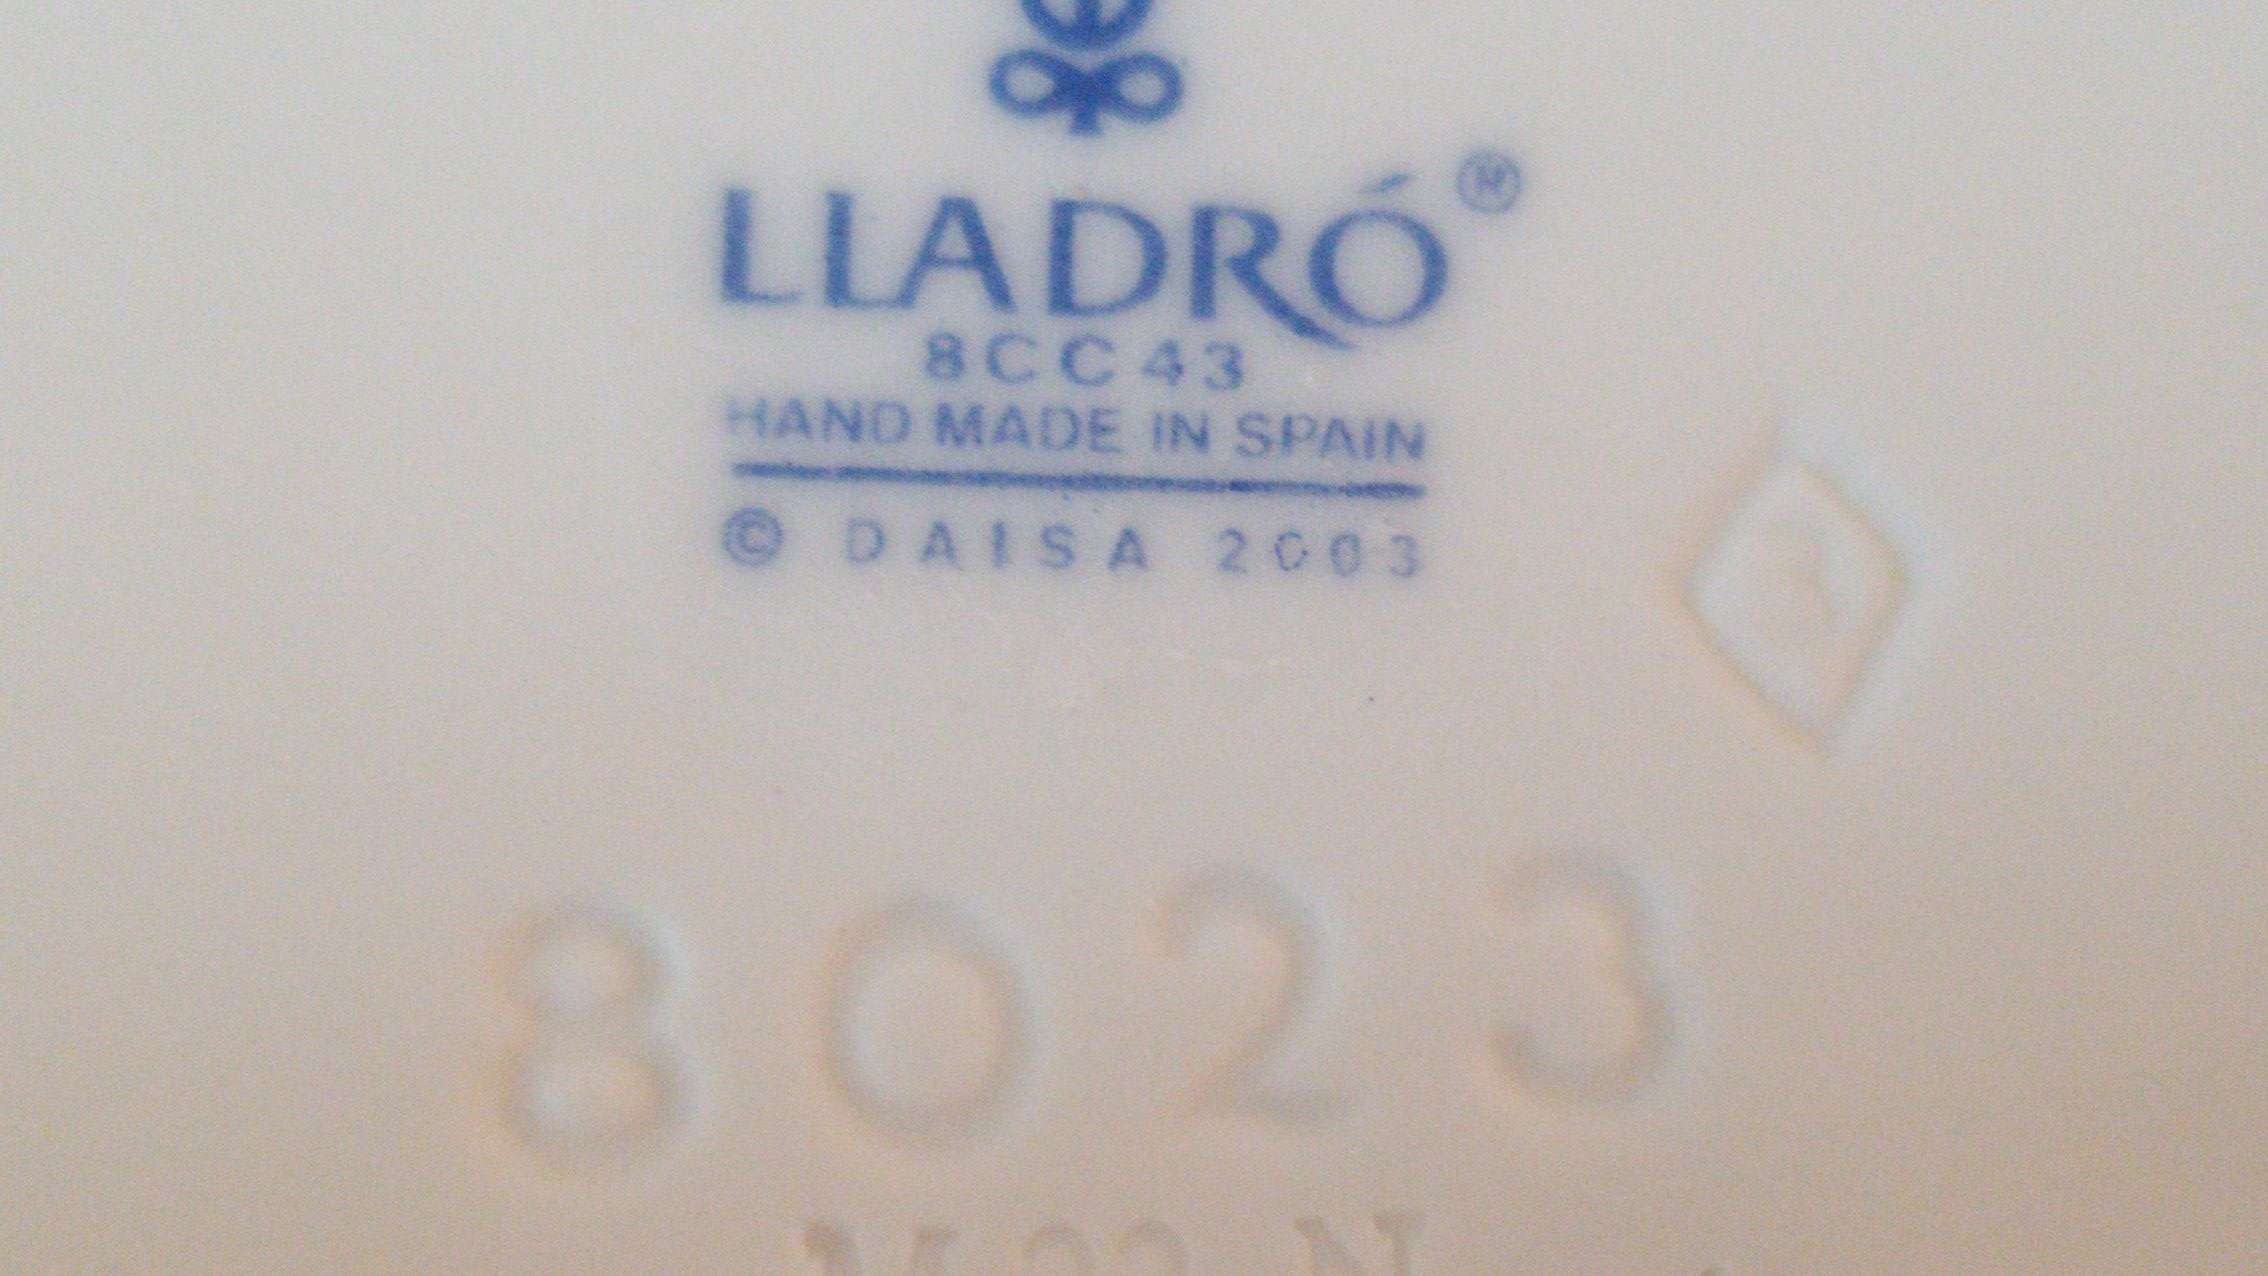 LLADRÓ®
8CC43
HAND MADE IN SPAIN
© DAISA 2003
8023